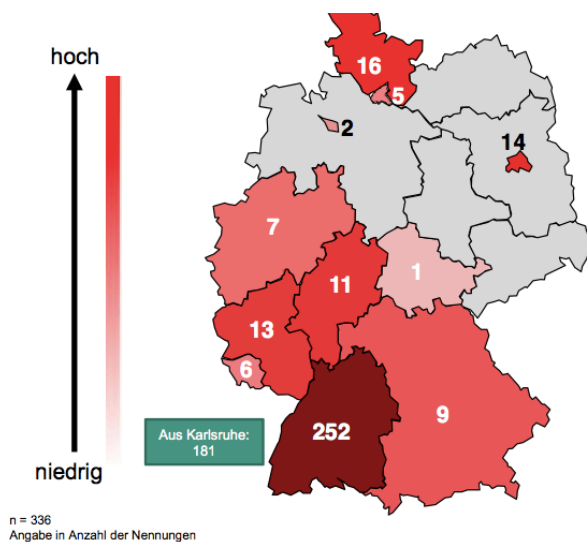 hoch
16
5
2
14
7
11
1
13
6
Aus Karlsruhe:
181
252
9
niedrig
n = 336
Angabe in Anzahl der Nennungen